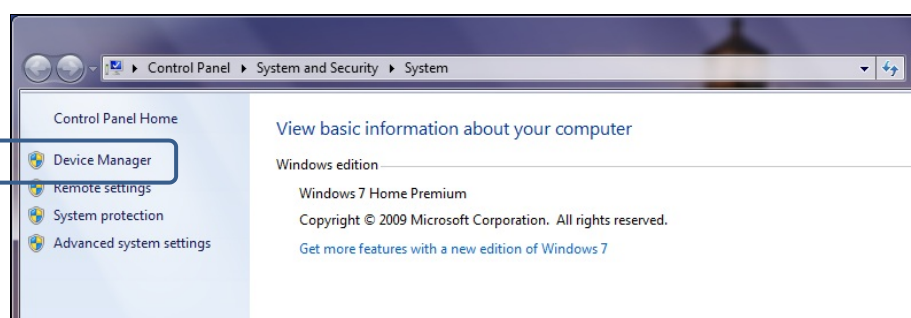 Control Panel ▸ System and Security ▸ System
Control Panel Home
Device Manager
Remote settings
System protection
Advanced system settings
View basic information about your computer
Windows edition
Windows 7 Home Premium
Copyright © 2009 Microsoft Corporation. All rights reserved.
Get more features with a new edition of Windows 7